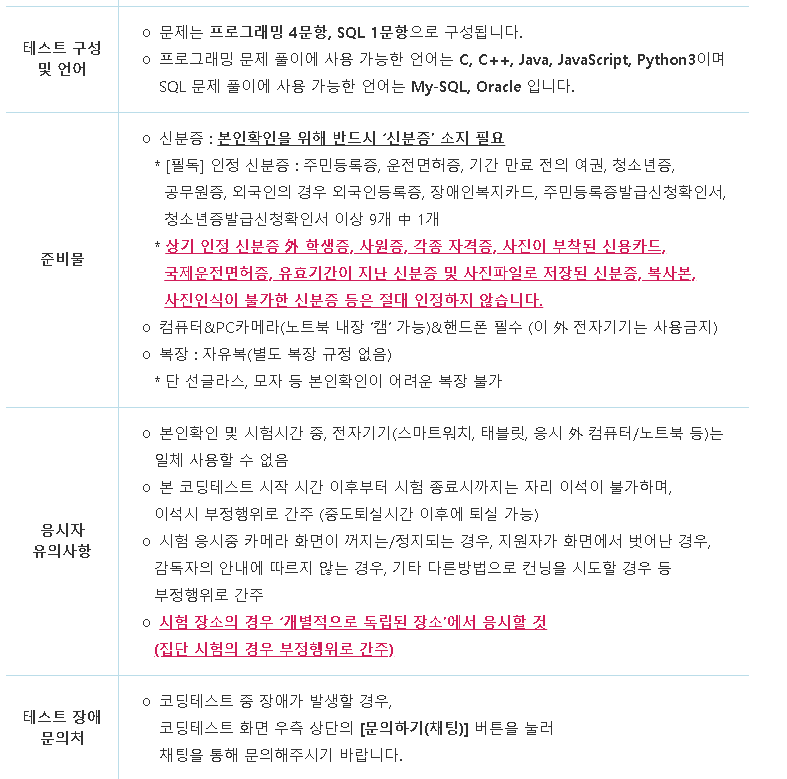 테스트 구성
및 언어
o 문제는 프로그래밍 4문항, SQL 1문항으로 구성됩니다.
o 프로그래밍 문제 풀이에 사용 가능한 언어는 C, C++, Java, JavaScript, Python3이며
SQL 문제 풀이에 사용 가능한 언어는 My-SQL, Oracle 입니다.
준비물
o 신분증 : 본인확인을 위해 반드시 ‘신분증’ 소지 필요
* [필독] 인정 신분증 : 주민등록증, 운전면허증, 기간 만료 전의 여권, 청소년증,
공무원증, 외국인의 경우 외국인등록증, 장애인복지카드, 주민등록증발급신청확인서,
청소년증발급신청확인서 이상 9개 中 1개
* 상기 인정 신분증 外 학생증, 사원증, 각종 자격증, 사진이 부착된 신용카드,
국제운전면허증, 유효기간이 지난 신분증 및 사진파일로 저장된 신분증, 복사본,
사진인식이 불가한 신분증 등은 절대 인정하지 않습니다.
o 컴퓨터&PC카메라(노트북 내장 ‘캠’ 가능)&핸드폰 필수 (이 外 전자기기는 사용금지)
o 복장 : 자유복(별도 복장 규정 없음)
* 단 선글라스, 모자 등 본인확인이 어려운 복장 불가
응시자
유의사항
o 본인확인 및 시험시간 중, 전자기기(스마트워치, 태블릿, 응시 外 컴퓨터/노트북 등)는
일체 사용할 수 없음
o 본 코딩테스트 시작 시간 이후부터 시험 종료시까지는 자리 이석이 불가하며,
이석시 부정행위로 간주 (중도퇴실시간 이후에 퇴실 가능)
o 시험 응시중 카메라 화면이 꺼지는/정지되는 경우, 지원자가 화면에서 벗어난 경우,
감독자의 안내에 따르지 않는 경우, 기타 다른방법으로 컨닝을 시도할 경우 등
부정행위로 간주
o 시험 장소의 경우 ‘개별적으로 독립된 장소’에서 응시할 것
(집단 시험의 경우 부정행위로 간주)
테스트 장애
문의처
o 코딩테스트 중 장애가 발생할 경우,
코딩테스트 화면 우측 상단의 [문의하기(채팅)] 버튼을 눌러
채팅을 통해 문의해주시기 바랍니다.